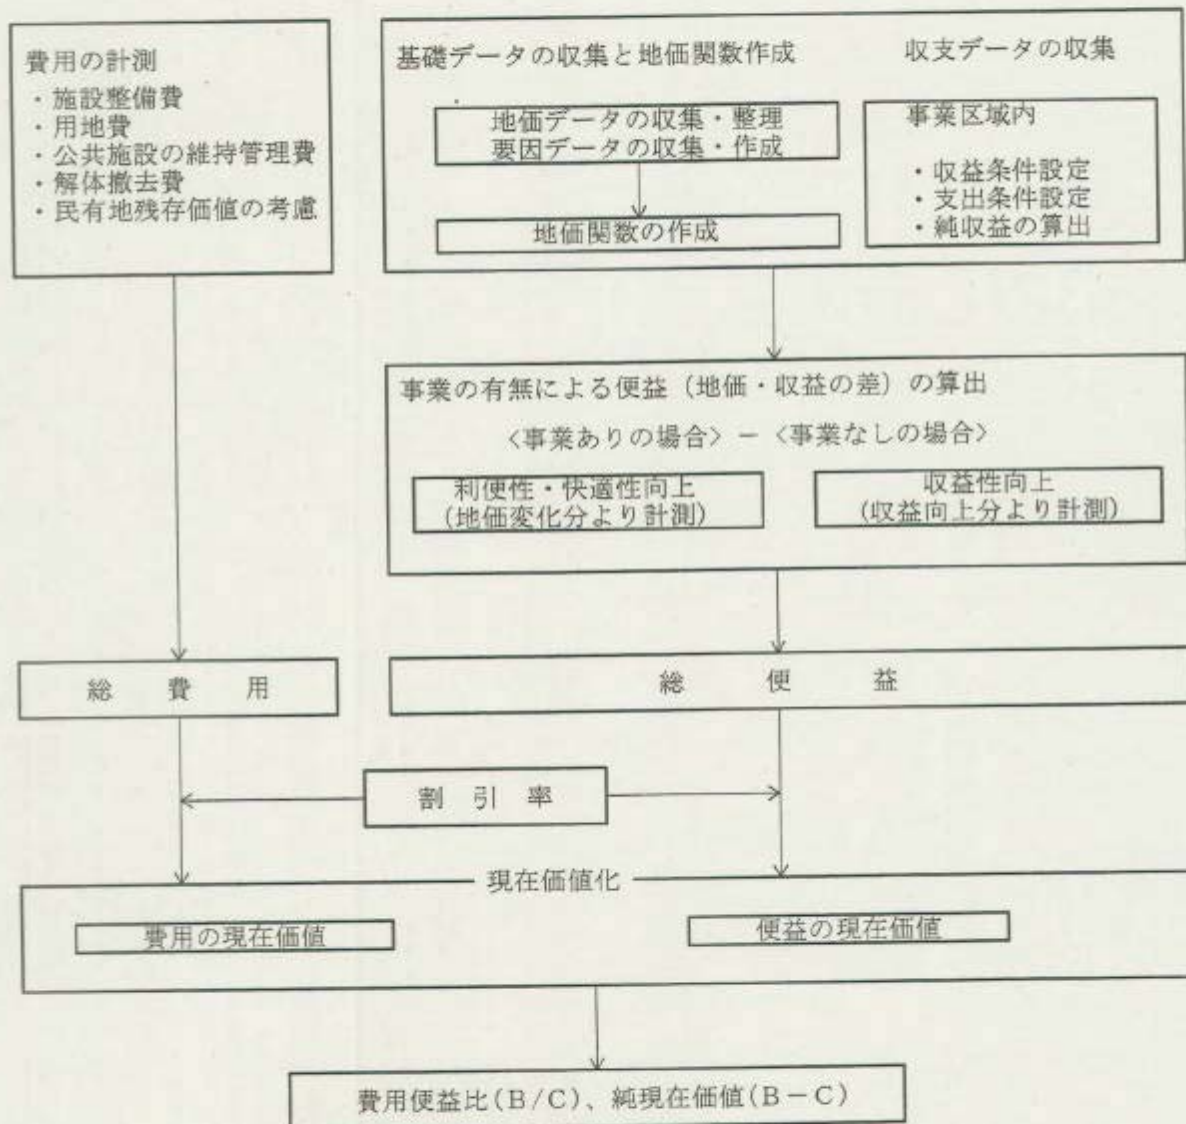 費用の計測
・施設整備費
・用地費
・公共施設の維持管理費
・解体撤去費
・民有地残存価値の考慮
基礎データの収集と地価関数作成
地価データの収集・整理
要因データの収集・作成
地価関数の作成
収支データの収集
事業区域内
・収益条件設定
・支出条件設定
・純収益の算出
事業の有無による便益（地価・収益の差）の算出
〈事業ありの場合〉－〈事業なしの場合〉
利便性・快適性向上
(地価変化分より計測)
収益性向上
(収益向上分より計測)
総費用
総便益
割引率
現在価値化
費用の現在価値
便益の現在価値
費用便益比(B/C)、純現在価値(B－C)